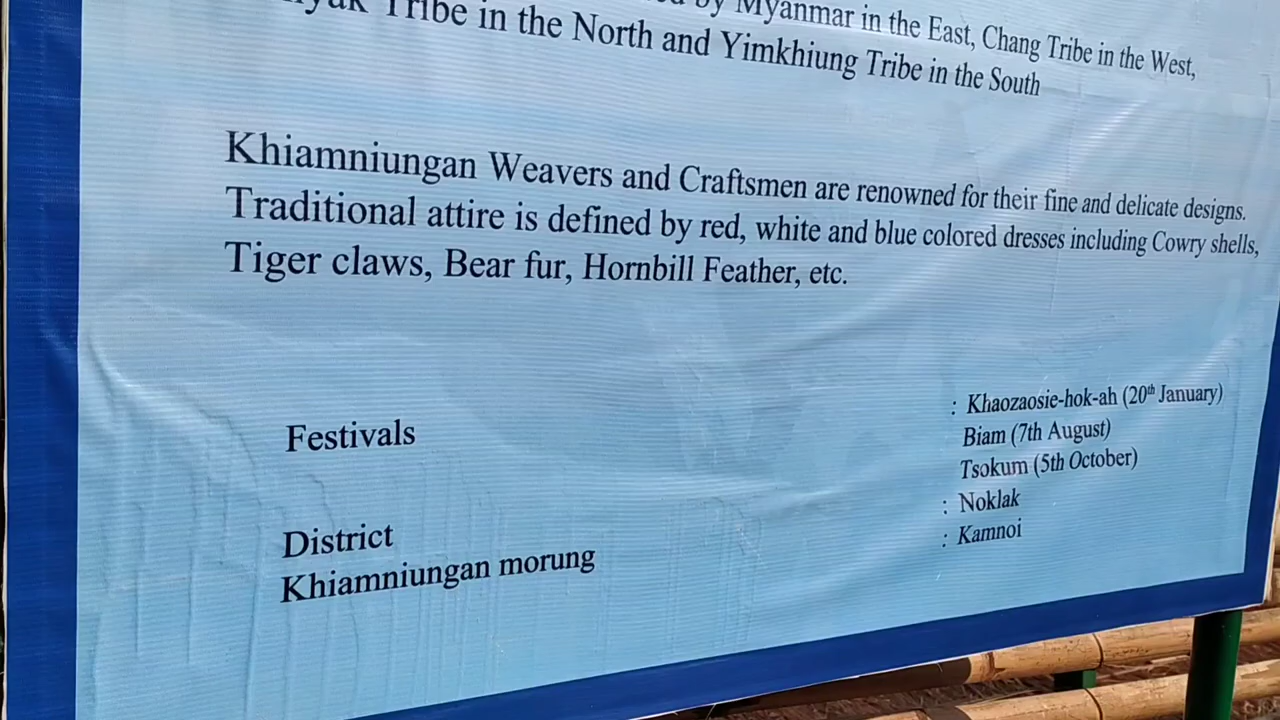 by Myanmar in the East, Chang Tribe in the West,
Tribe in the North and Yimkhiung Tribe in the South
Khiamniungan Weavers and Craftsmen are renowned for their fine and delicate designs.
Traditional attire is defined by red, white and blue colored dresses including Cowry shells,
Tiger claws, Bear fur, Hornbill Feather, etc.
Festivals : Khaozaosie-hok-ah (20th January)
Biam (7th August)
Tsokum (5th October)
District : Noklak
Khiamniungan morung : Kamnoi